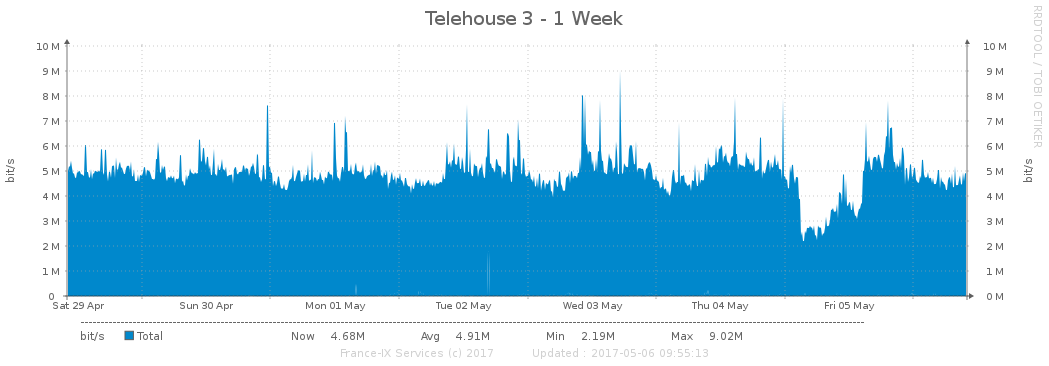 Telehouse 3 - 1 Week
RRDTOOL / TOBI OETIKER
10 M 10 M
9 M 9 M
8 M 8 M
7 M 7 M
6 M 6 M
5 M 5 M
4 M 4 M
3 M 3 M
2 M 2 M
1 M 1 M
0 0 M
bit/s
bit/s
Sat 29 Apr Sun 30 Apr Mon 01 May Tue 02 May Wed 03 May Thu 04 May Fri 05 May
bit/s Total Now 4.68M Avg 4.91M Min 2.19M Max 9.02M
France-IX Services (c) 2017 Updated : 2017-05-06 09:55:13